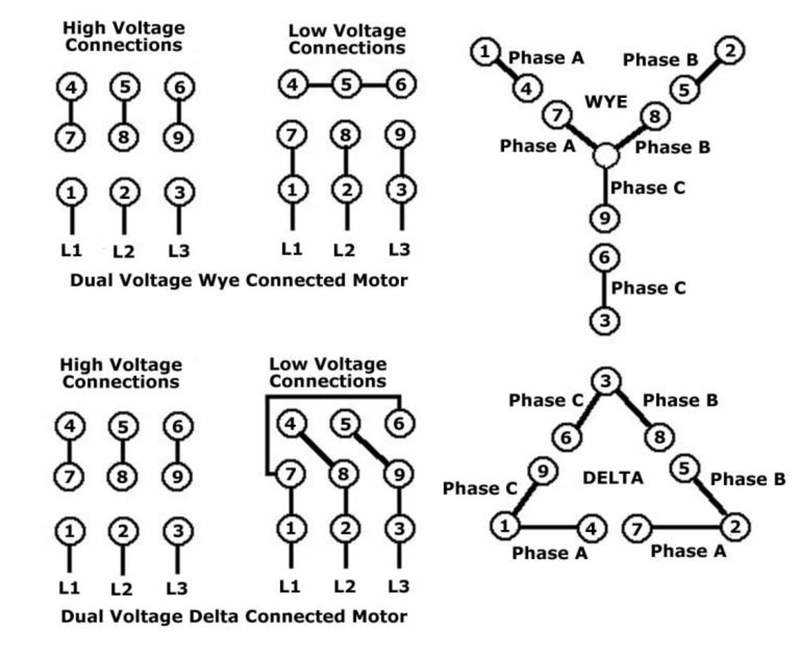 High Voltage
Connections
4 5 6
7 8 9
1 2 3
L1 L2 L3
Low Voltage
Connections
4 5 6
7 8 9
1 2 3
L1 L2 L3
Dual Voltage Wye Connected Motor
1 Phase A Phase B 2
4 5
WYE
7 8
Phase A Phase B
Phase C
9
6
Phase C
3
High Voltage
Connections
4 5 6
7 8 9
1 2 3
L1 L2 L3
Low Voltage
Connections
4 5 6
7 8 9
1 2 3
L1 L2 L3
Dual Voltage Delta Connected Motor
3
Phase C Phase B
6 8
9 DELTA 5
Phase C Phase B
1 4 7 2
Phase A Phase A